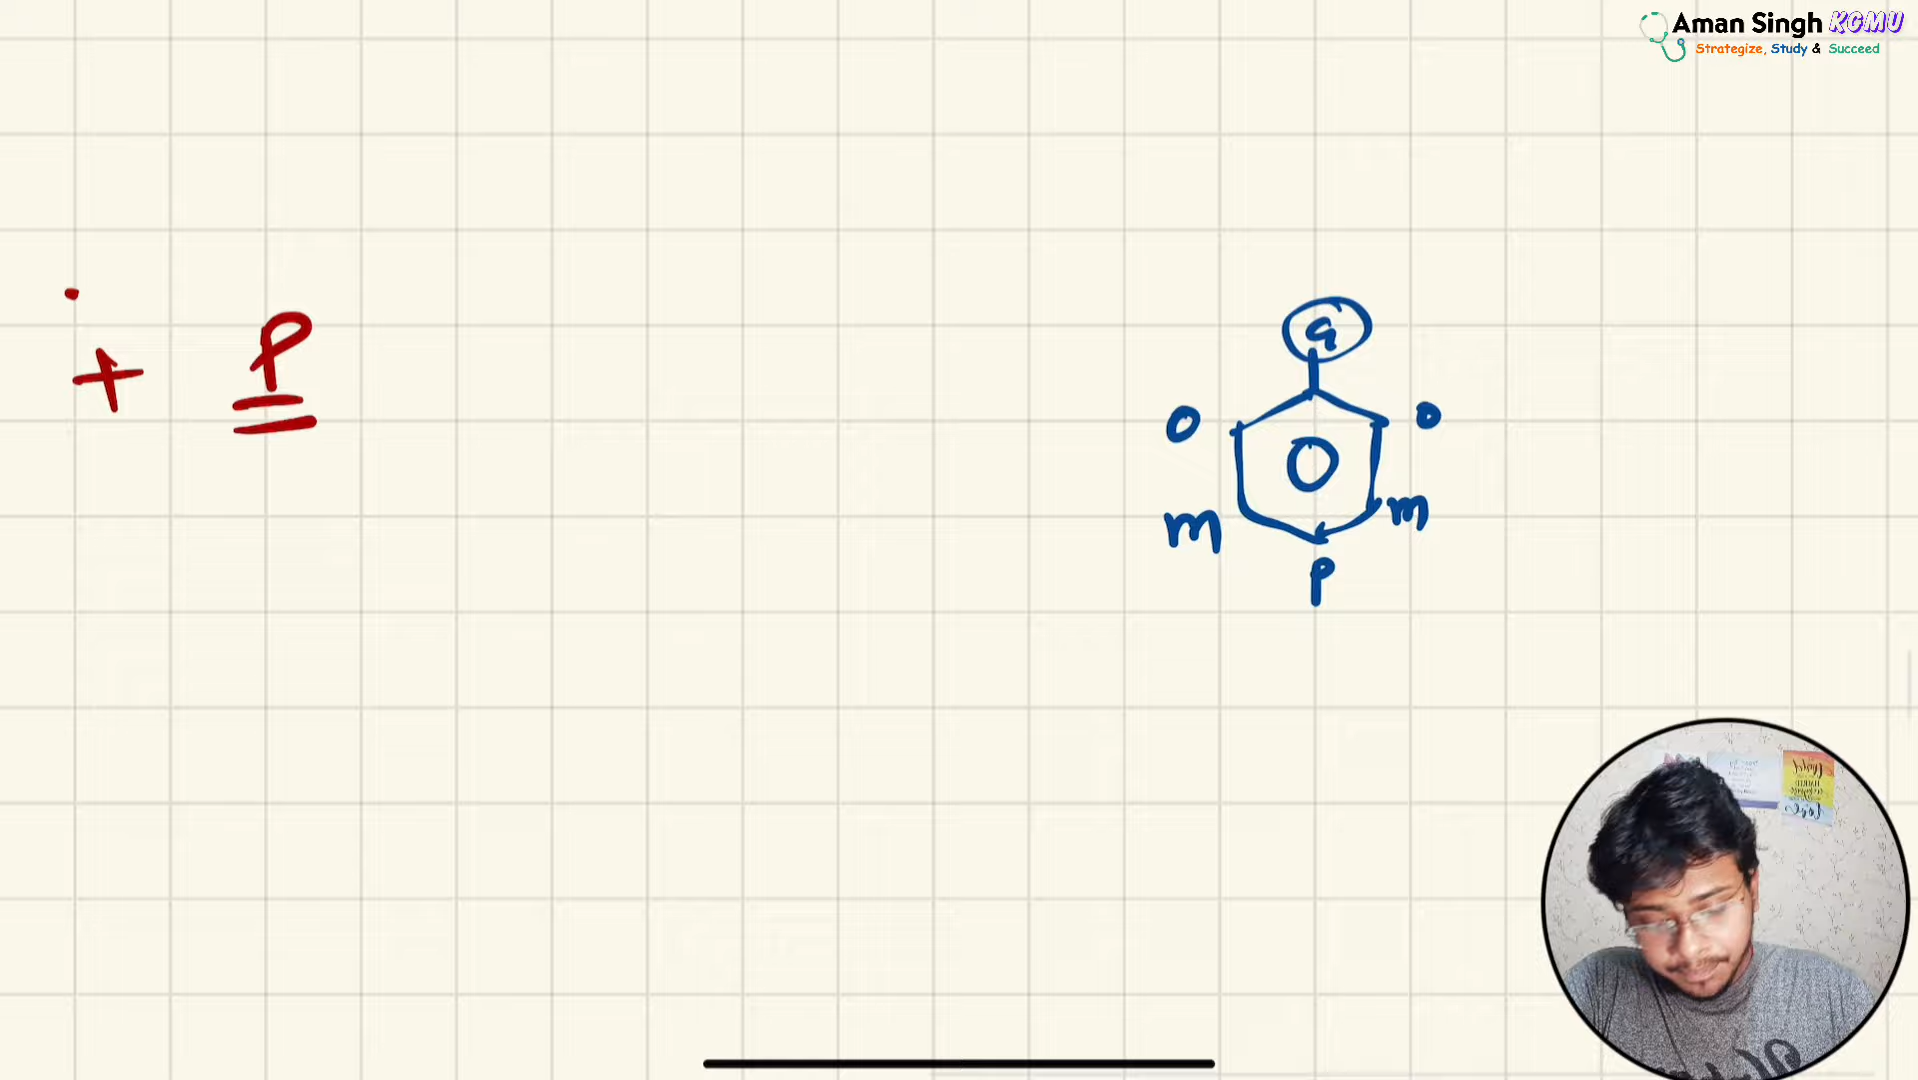 Aman Singh KGMU
Strategize, Study & Succeed
+ P
G
o o
m m
P